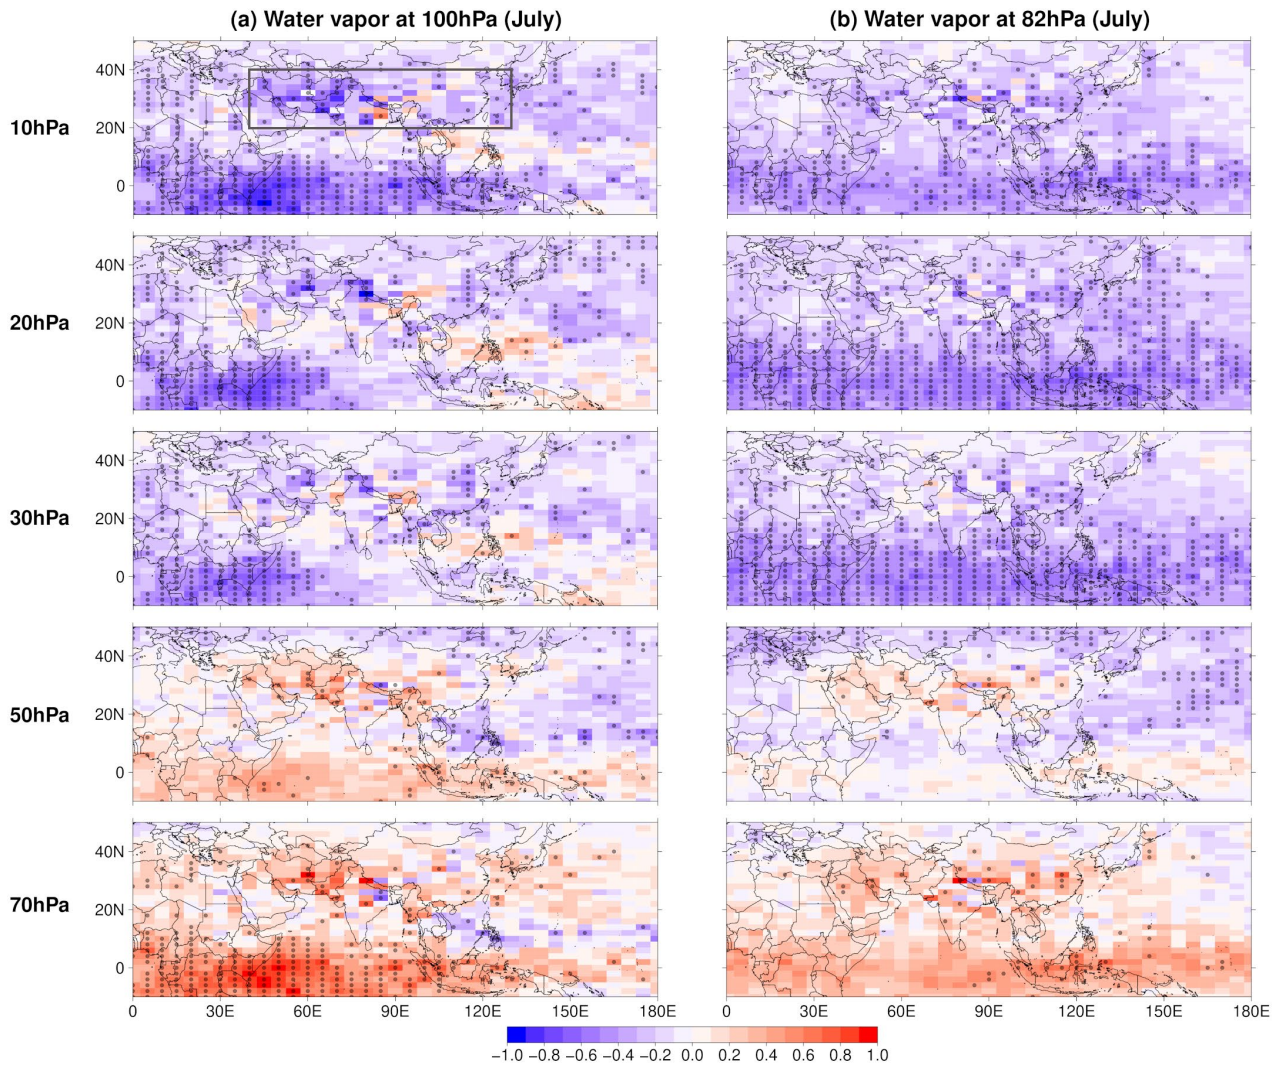 (a) Water vapor at 100hPa (July)
(b) Water vapor at 82hPa (July)
10hPa
40N
20N
0
20hPa
40N
20N
0
30hPa
40N
20N
0
50hPa
40N
20N
0
70hPa
40N
20N
0
0 30E 60E 90E 120E 150E 180E
0 30E 60E 90E 120E 150E 180E
−1.0 −0.8 −0.6 −0.4 −0.2 0.0 0.2 0.4 0.6 0.8 1.0